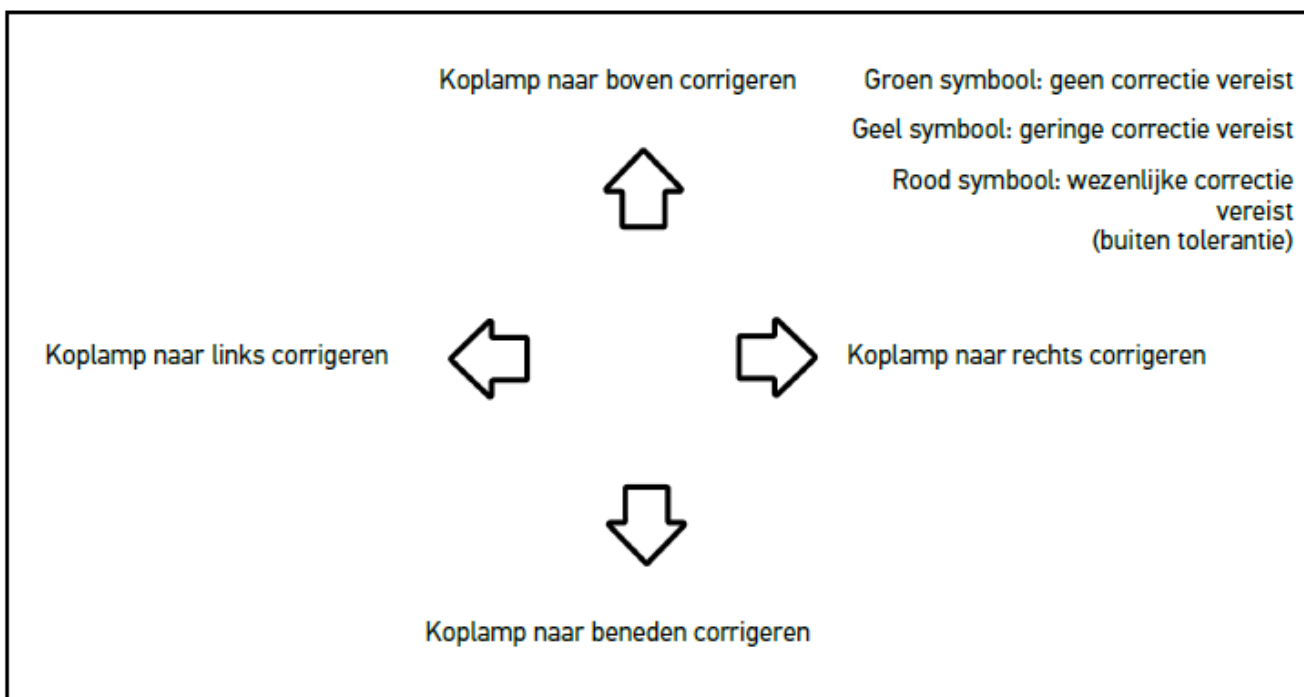 Koplamp naar boven corrigeren
Groen symbool: geen correctie vereist
Geel symbool: geringe correctie vereist
Rood symbool: wezenlijke correctie
vereist
(buiten tolerantie)
Koplamp naar links corrigeren
Koplamp naar rechts corrigeren
Koplamp naar beneden corrigeren